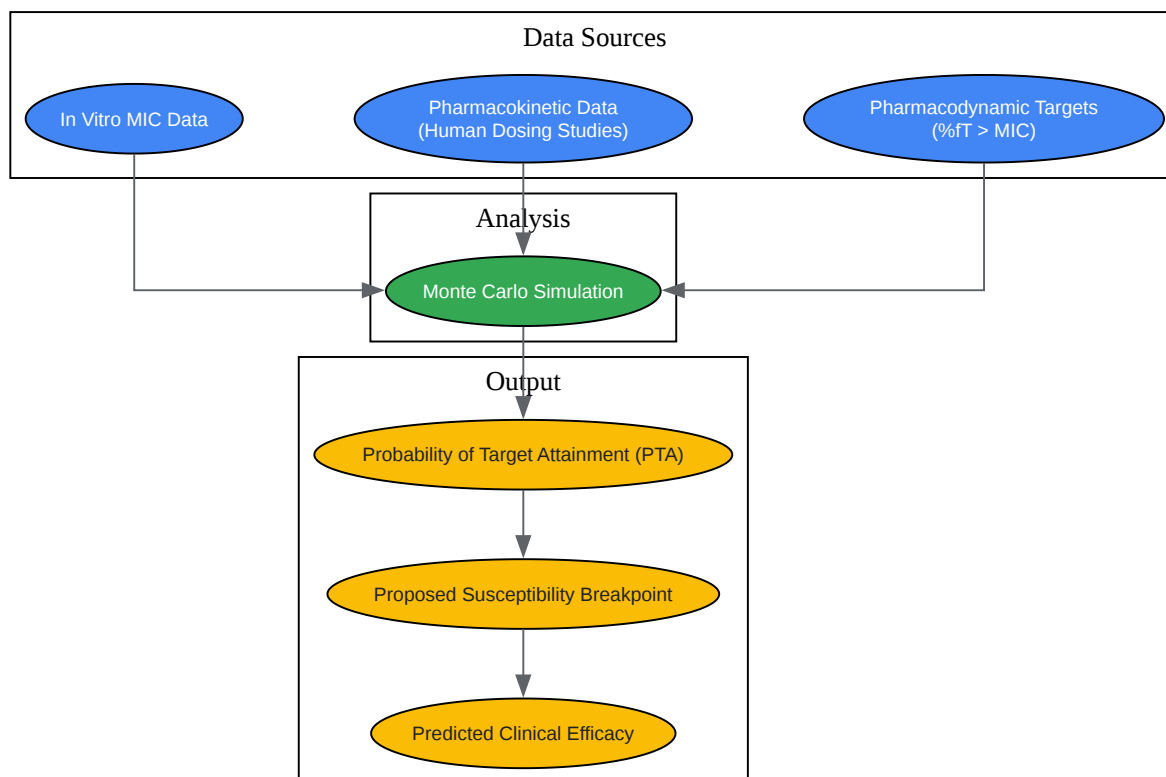 Data Sources
In Vitro MIC Data
Pharmacokinetic Data
(Human Dosing Studies)
Pharmacodynamic Targets
(%fT > MIC)
Analysis
Monte Carlo Simulation
Output
Probability of Target Attainment (PTA)
Proposed Susceptibility Breakpoint
Predicted Clinical Efficacy